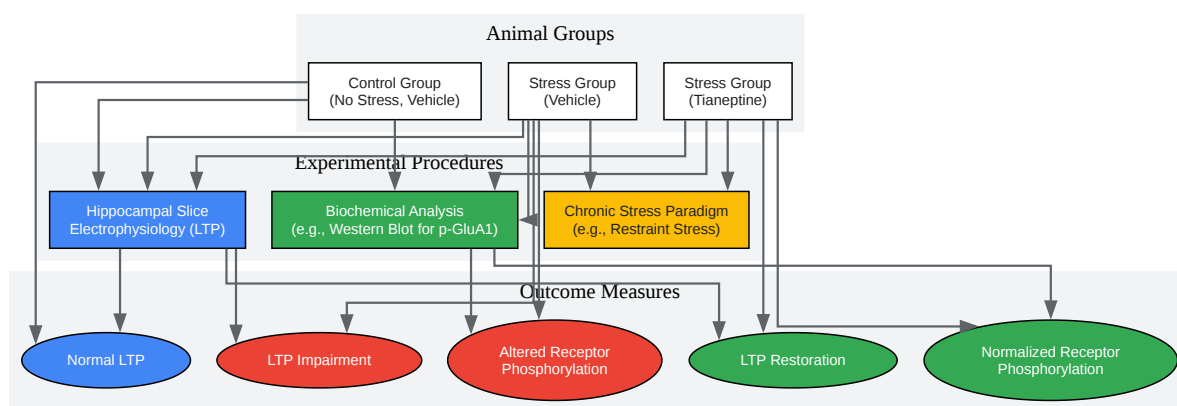 Animal Groups
Control Group
(No Stress, Vehicle)
Stress Group
(Vehicle)
Stress Group
(Tianeptine)
Experimental Procedures
Hippocampal Slice
Electrophysiology (LTP)
Biochemical Analysis
(e.g., Western Blot for p-GluA1)
Chronic Stress Paradigm
(e.g., Restraint Stress)
Outcome Measures
Normal LTP
LTP Impairment
Altered Receptor
Phosphorylation
LTP Restoration
Normalized Receptor
Phosphorylation